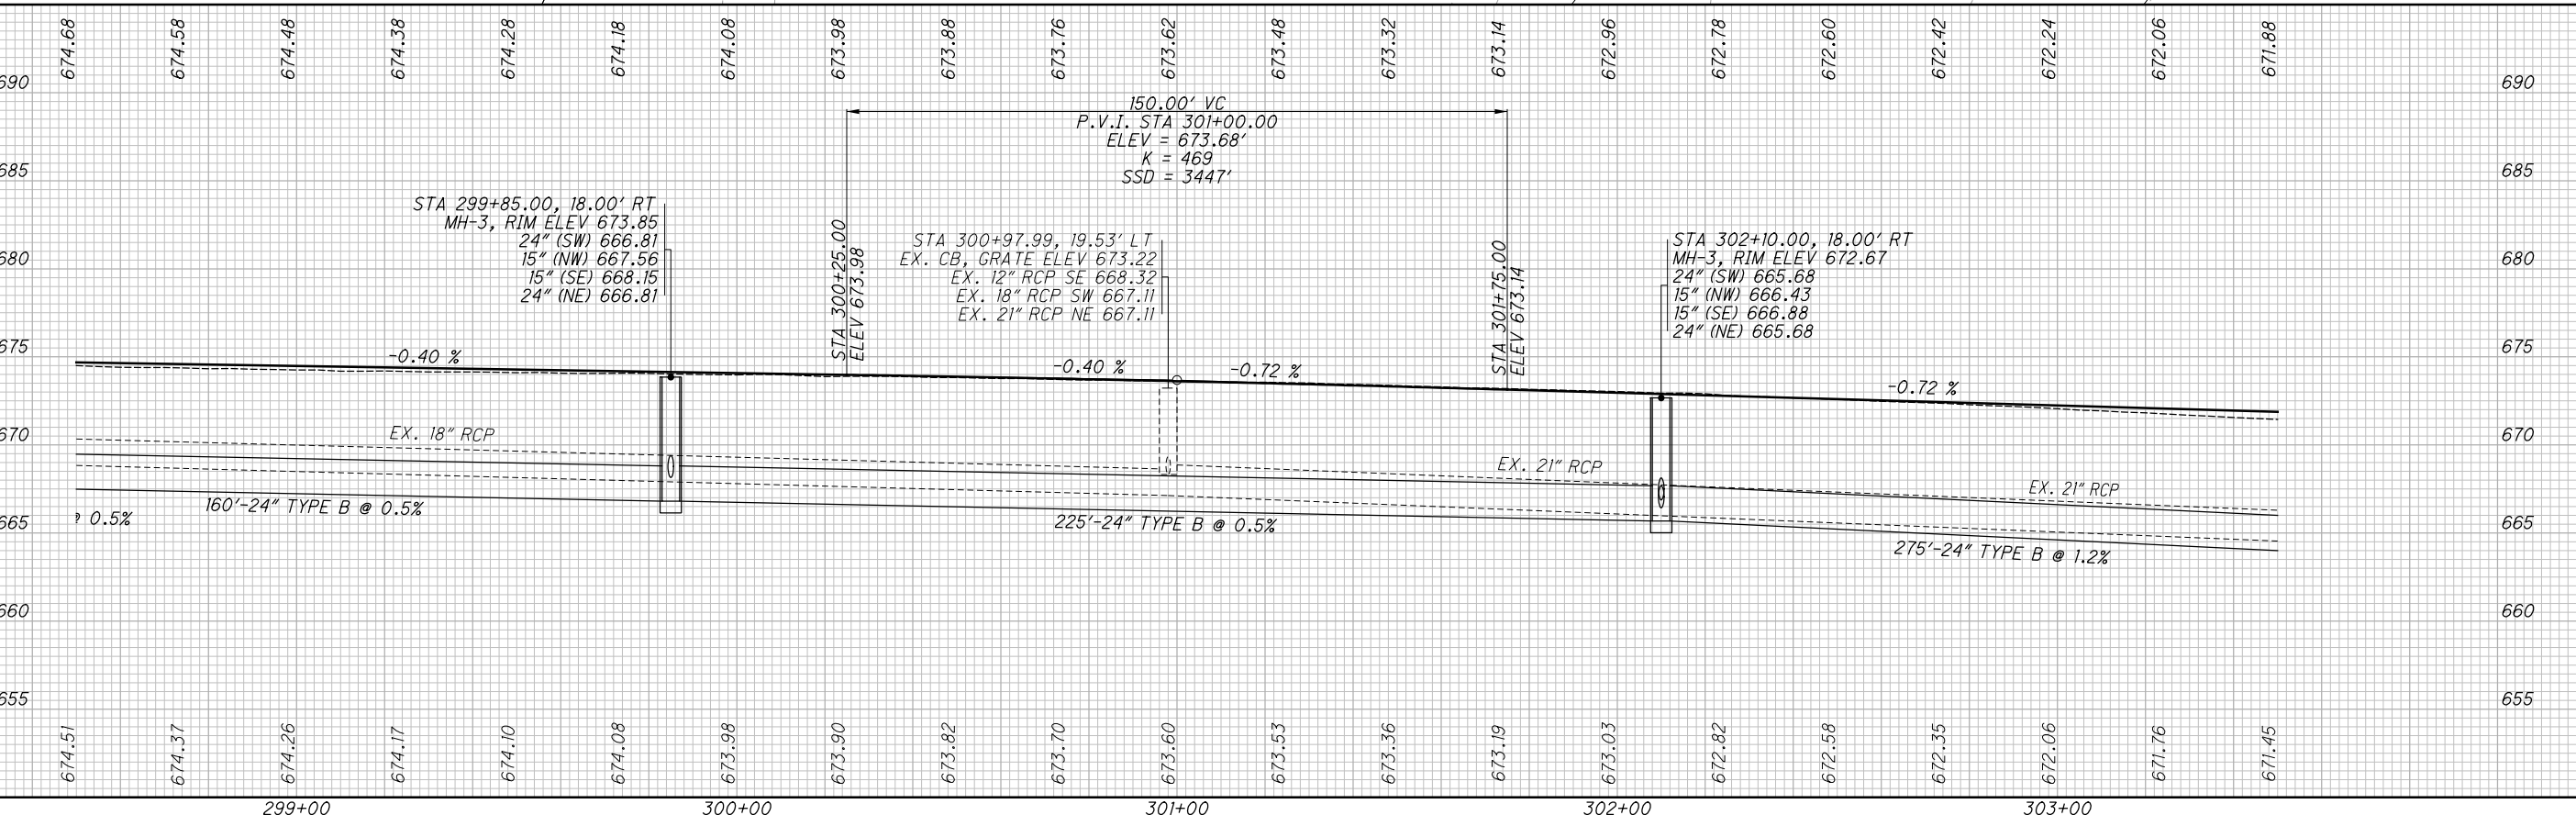 674.68 674.58 674.48 674.38 674.28 674.18 674.08 673.98 673.88 673.76 673.62 673.48 673.32 673.14 672.96 672.78 672.60 672.42 672.24 672.06 671.88
690 690
150.00' VC
P.V.I. STA 301+00.00
ELEV = 673.68'
K = 469
SSD = 3447'
685 685
STA 299+85.00, 18.00' RT
MH-3, RIM ELEV 673.85
24" (SW) 666.81
15" (NW) 667.56
15" (SE) 668.15
24" (NE) 666.81
STA 300+25.00
ELEV 673.98
STA 300+97.99, 19.53' LT
EX. CB, GRATE ELEV 673.22
EX. 12" RCP SE 668.32
EX. 18" RCP SW 667.11
EX. 21" RCP NE 667.11
STA 301+75.00
ELEV 673.14
STA 302+10.00, 18.00' RT
MH-3, RIM ELEV 672.67
24" (SW) 665.68
15" (NW) 666.43
15" (SE) 666.88
24" (NE) 665.68
680 680
675 675
-0.40 %
-0.40 %
-0.72 %
-0.72 %
670 670
EX. 18" RCP
EX. 21" RCP
EX. 21" RCP
665 665
@ 0.5%
160'-24" TYPE B @ 0.5%
225'-24" TYPE B @ 0.5%
275'-24" TYPE B @ 1.2%
660 660
655 655
674.51 674.37 674.26 674.17 674.10 674.08 673.98 673.90 673.82 673.70 673.60 673.53 673.36 673.19 673.03 672.82 672.58 672.35 672.06 671.76 671.45
299+00 300+00 301+00 302+00 303+00